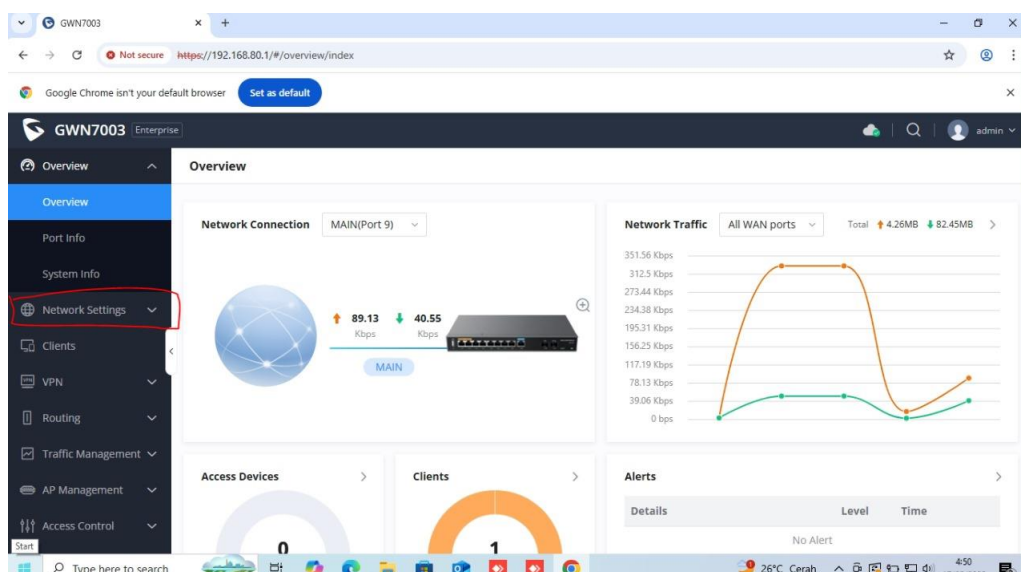 GWN7003
Not secure https://192.168.80.1/#/overview/index
Google Chrome isn't your default browser Set as default
GWN7003 Enterprise admin
Overview
Overview
Overview
Port Info
System Info
Network Settings
Clients
VPN
Routing
Traffic Management
AP Management
Access Control
Start
Network Connection MAIN(Port 9)
89.13 40.55
Kbps Kbps
MAIN
Network Traffic All WAN ports Total 4.26MB 82.45MB
351.56 Kbps
312.5 Kbps
273.44 Kbps
234.38 Kbps
195.31 Kbps
156.25 Kbps
117.19 Kbps
78.13 Kbps
39.06 Kbps
0 bps
Access Devices
0
Clients
1
Alerts
Details Level Time
No Alert
Type here to search
26°C Cerah 4:50